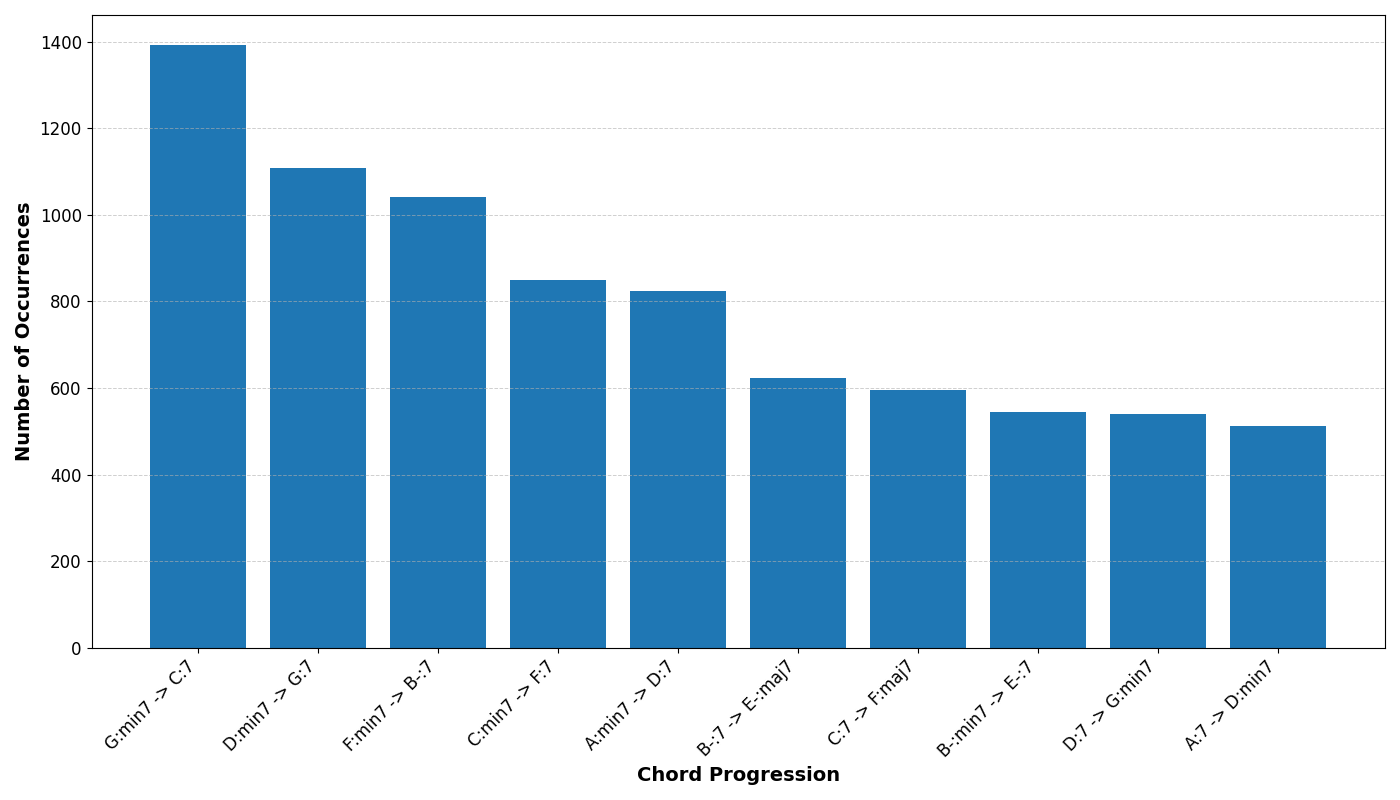 Number of Occurrences
1400
1200
1000
800
600
400
200
0
G:min7 -> C:7
D:min7 -> G:7
F:min7 -> B-:7
C:min7 -> F:7
A:min7 -> D:7
B-:7 -> E-:maj7
C:7 -> F:maj7
B-:min7 -> E-:7
D:7 -> G:min7
A:7 -> D:min7
Chord Progression